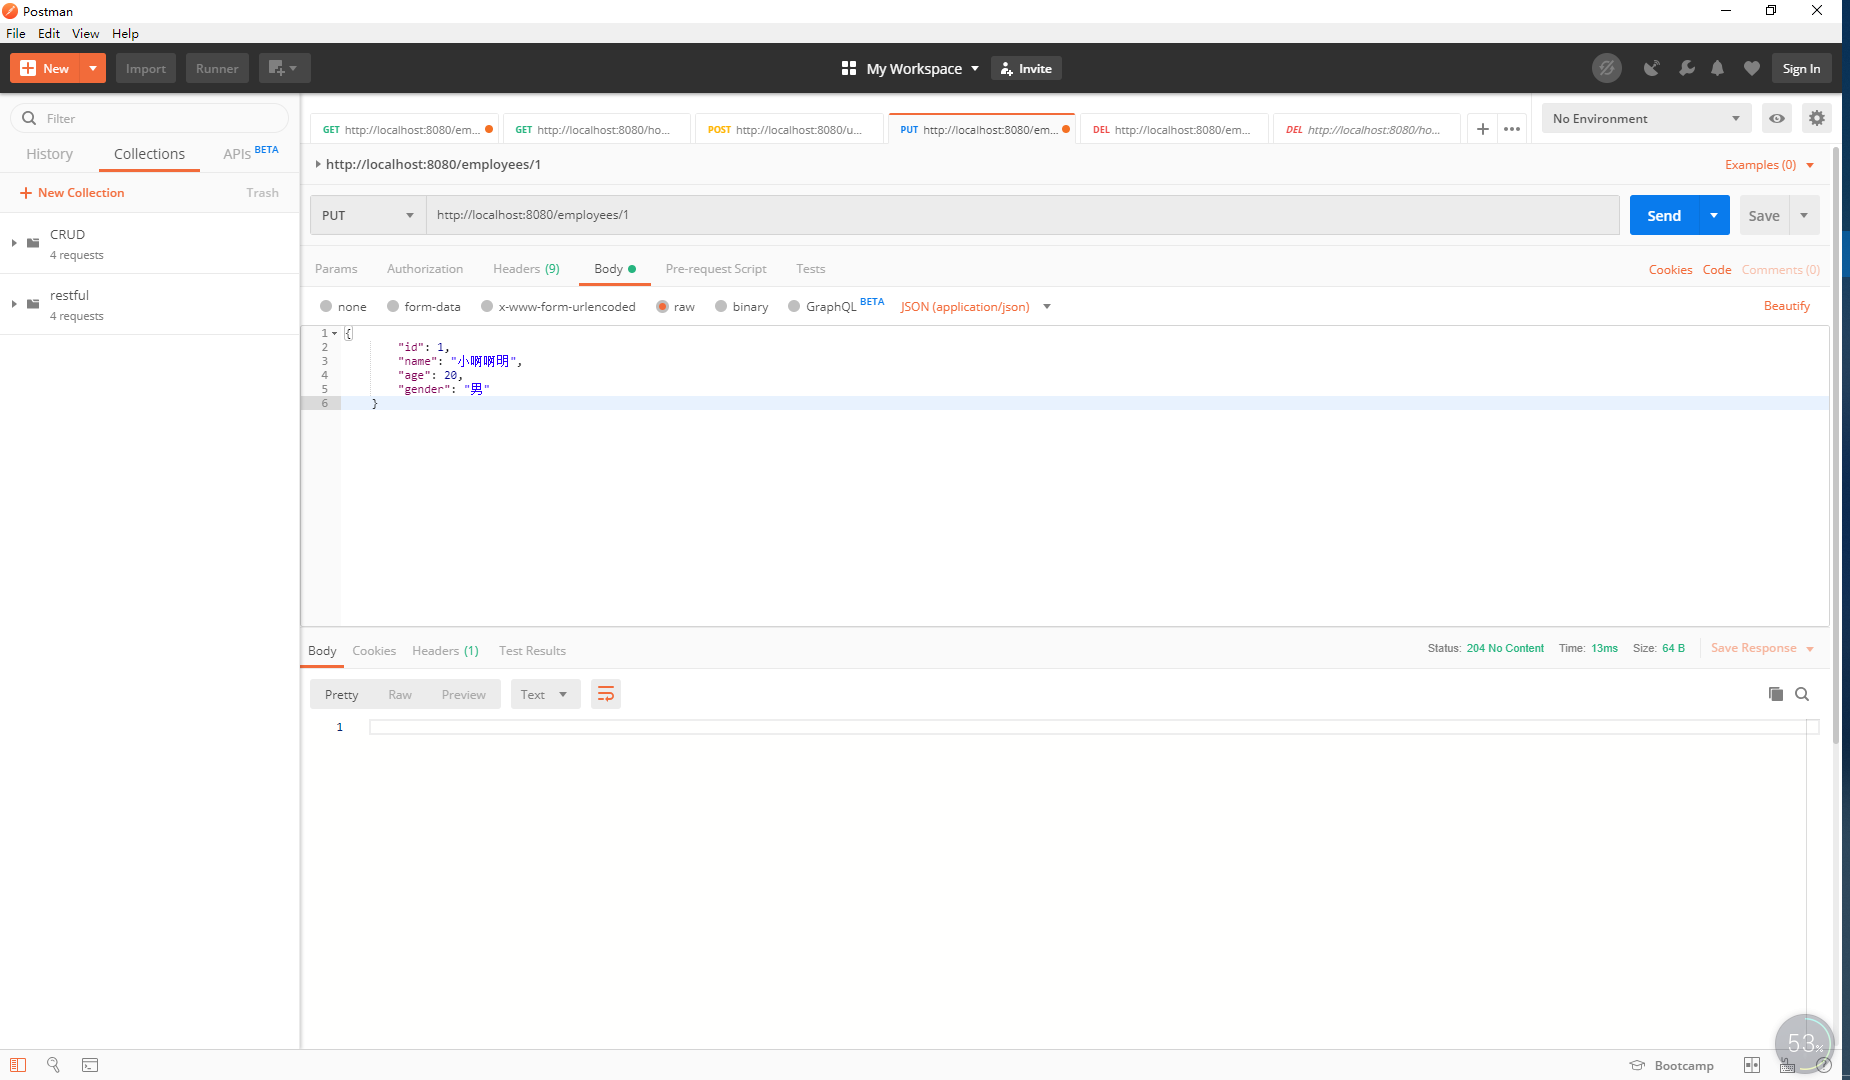 Postman
File Edit View Help
New Import Runner My Workspace Invite Sign In
Filter
History Collections APIs BETA
New Collection Trash
CRUD
4 requests
restful
4 requests
GET http://localhost:8080/em... GET http://localhost:8080/ho... POST http://localhost:8080/u... PUT http://localhost:8080/em... DEL http://localhost:8080/em... DEL http://localhost:8080/ho... No Environment
http://localhost:8080/employees/1 Examples (0)
PUT http://localhost:8080/employees/1 Send Save
Params Authorization Headers (9) Body Pre-request Script Tests Cookies Code Comments (0)
none form-data x-www-form-urlencoded raw binary GraphQL BETA JSON (application/json) Beautify
1 {
2 "id": 1,
3 "name": "小啊啊明",
4 "age": 20,
5 "gender": "男"
6 }
Body Cookies Headers (1) Test Results Status: 204 No Content Time: 13ms Size: 64 B Save Response
Pretty Raw Preview Text
1
53%
Bootcamp